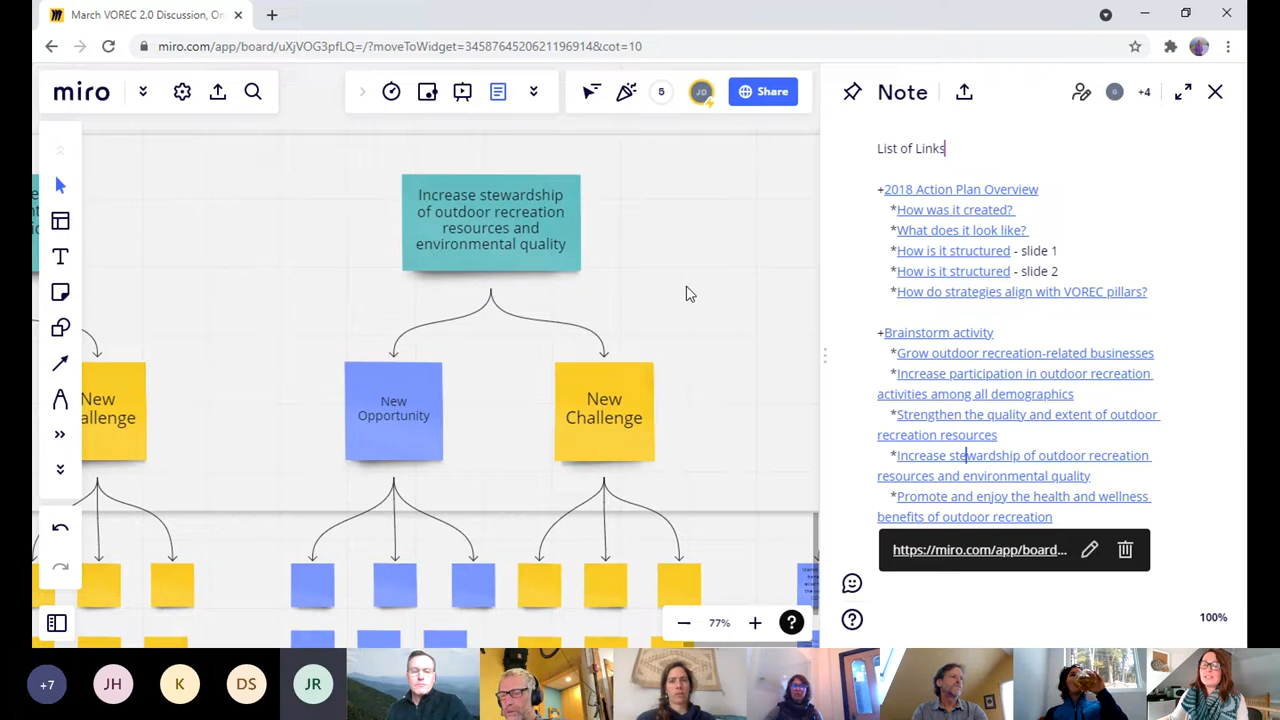 March VOREC 2.0 Discussion, On
miro.com/app/board/uXjVOG3pfLQ=/?moveToWidget=3458764520621196914&cot=10
miro
5
JD
Share
Note
G
+4
List of Links
+2018 Action Plan Overview
*How was it created?
*What does it look like?
*How is it structured - slide 1
*How is it structured - slide 2
*How do strategies align with VOREC pillars?
+Brainstorm activity
*Grow outdoor recreation-related businesses
*Increase participation in outdoor recreation
activities among all demographics
*Strengthen the quality and extent of outdoor
recreation resources
*Increase stewardship of outdoor recreation
resources and environmental quality
*Promote and enjoy the health and wellness
benefits of outdoor recreation
https://miro.com/app/board...
100%
Increase stewardship
of outdoor recreation
resources and
environmental quality
New
allenge
New
Opportunity
New
Challenge
77%
?
+7
JH
K
DS
JR